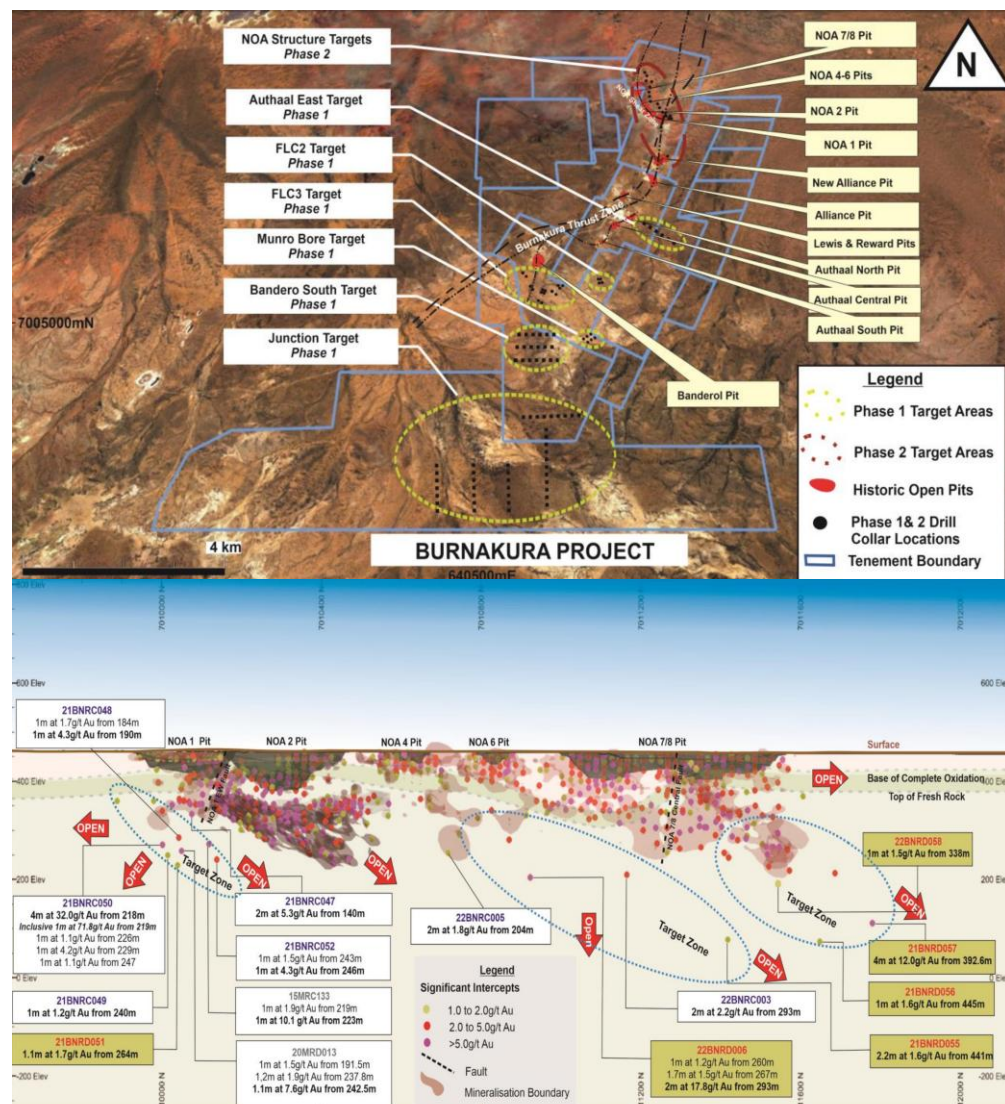 NOA Structure Targets
Phase 2
Authaal East Target
Phase 1
FLC2 Target
Phase 1
FLC3 Target
Phase 1
Munro Bore Target
Phase 1
Bandero South Target
Phase 1
Junction Target
Phase 1
7005000mN
Burnakura Thrust Zone
NOA 7/8 Pit
NOA 4-6 Pits
NOA 2 Pit
NOA 1 Pit
New Alliance Pit
Alliance Pit
Lewis & Reward Pits
Authaal North Pit
Authaal Central Pit
Authaal South Pit
Banderol Pit
N
Legend
Phase 1 Target Areas
Phase 2 Target Areas
Historic Open Pits
Phase 1& 2 Drill
Collar Locations
Tenement Boundary
4 km
BURNAKURA PROJECT
640500mE
7010000 N
7010400 N
7010800 N
7011200 N
7011600 N
7012000 N
600 Elev
600 Ele
21BNRC048
1m at 1.7g/t Au from 184m
1m at 4.3g/t Au from 190m
NOA 1 Pit
NOA 2 Pit
NOA 4 Pit
NOA 6 Pit
NOA 7/8 Pit
Surface
400 Elev
OPEN
Base of Complete Oxidation
Top of Fresh Rock
NOA 7/8 Central Fault
OPEN
OPEN
Target Zone
OPEN
OPEN
200 Elev
200 Ele
21BNRC050
4m at 32.0g/t Au from 218m
Inclusive 1m at 71.8g/t Au from 219m
1m at 1.1g/t Au from 226m
1m at 4.2g/t Au from 229m
1m at 1.1g/t Au from 247
21BNRC047
2m at 5.3g/t Au from 140m
21BNRC052
1m at 1.5g/t Au from 243m
1m at 4.3g/t Au from 246m
22BNRC005
2m at 1.8g/t Au from 204m
Open
Target Zone
OPEN
Target Zone
OPEN
22BNRD058
1m at 1.5g/t Au from 338m
21BNRD057
4m at 12.0g/t Au from 392.6m
0 Elev
0 Elev
21BNRC049
1m at 1.2g/t Au from 240m
15MRC133
1m at 1.9g/t Au from 219m
1m at 10.1 g/t Au from 223m
Legend
Significant Intercepts
1.0 to 2.0g/t Au
2.0 to 5.0g/t Au
>5.0g/t Au
Fault
Mineralisation Boundary
22BNRC003
2m at 2.2g/t Au from 293m
21BNRD056
1m at 1.6g/t Au from 445m
21BNRD051
1.1m at 1.7g/t Au from 264m
20MRD013
1m at 1.5g/t Au from 191.5m
1,2m at 1.9g/t Au from 237.8m
1.1m at 7.6g/t Au from 242.5m
22BNRD006
1m at 1.2g/t Au from 260m
1.7m at 1.5g/t Au from 267m
2m at 17.8g/t Au from 293m
21BNRD055
2.2m at 1.6g/t Au from 441m
-200 Elev
-200 Ele